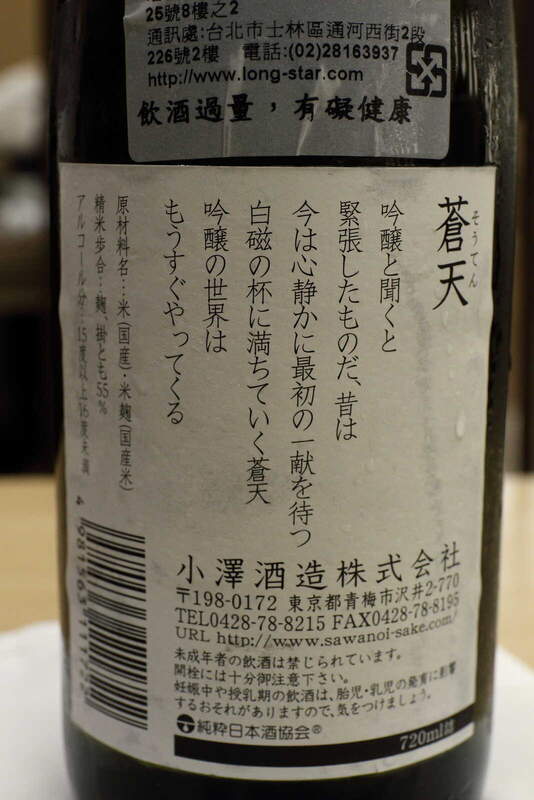 25號8樓之2
通訊處:台北市士林區通河西街2段
226號2樓 電話:(02)28163937
http://www.long-star.com
飲酒過量，有礙健康
蒼天
そうてん
吟醸と聞くと
緊張したものだ、昔は
今は心静かに最初の一献を待つ
白磁の杯に満ちていく蒼天
吟醸の世界は
もうすぐやってくる
原材料名：米(国産)・米麹(国産米)
精米歩合：麹、掛とも55%
アルコール分：15度以上16度未満
小澤酒造株式会社
〒198-0172 東京都青梅市沢井2-770
TEL0428-78-8215 FAX0428-78-8195
URL http://www.sawanoi-sake.com/
未成年者の飲酒は禁じられています。
開栓には十分御注意下さい。
妊娠中や授乳期の飲酒は、胎児・乳児の発育に影響
するおそれがありますので、気をつけましょう。
純粋日本酒協会®
720ml詰